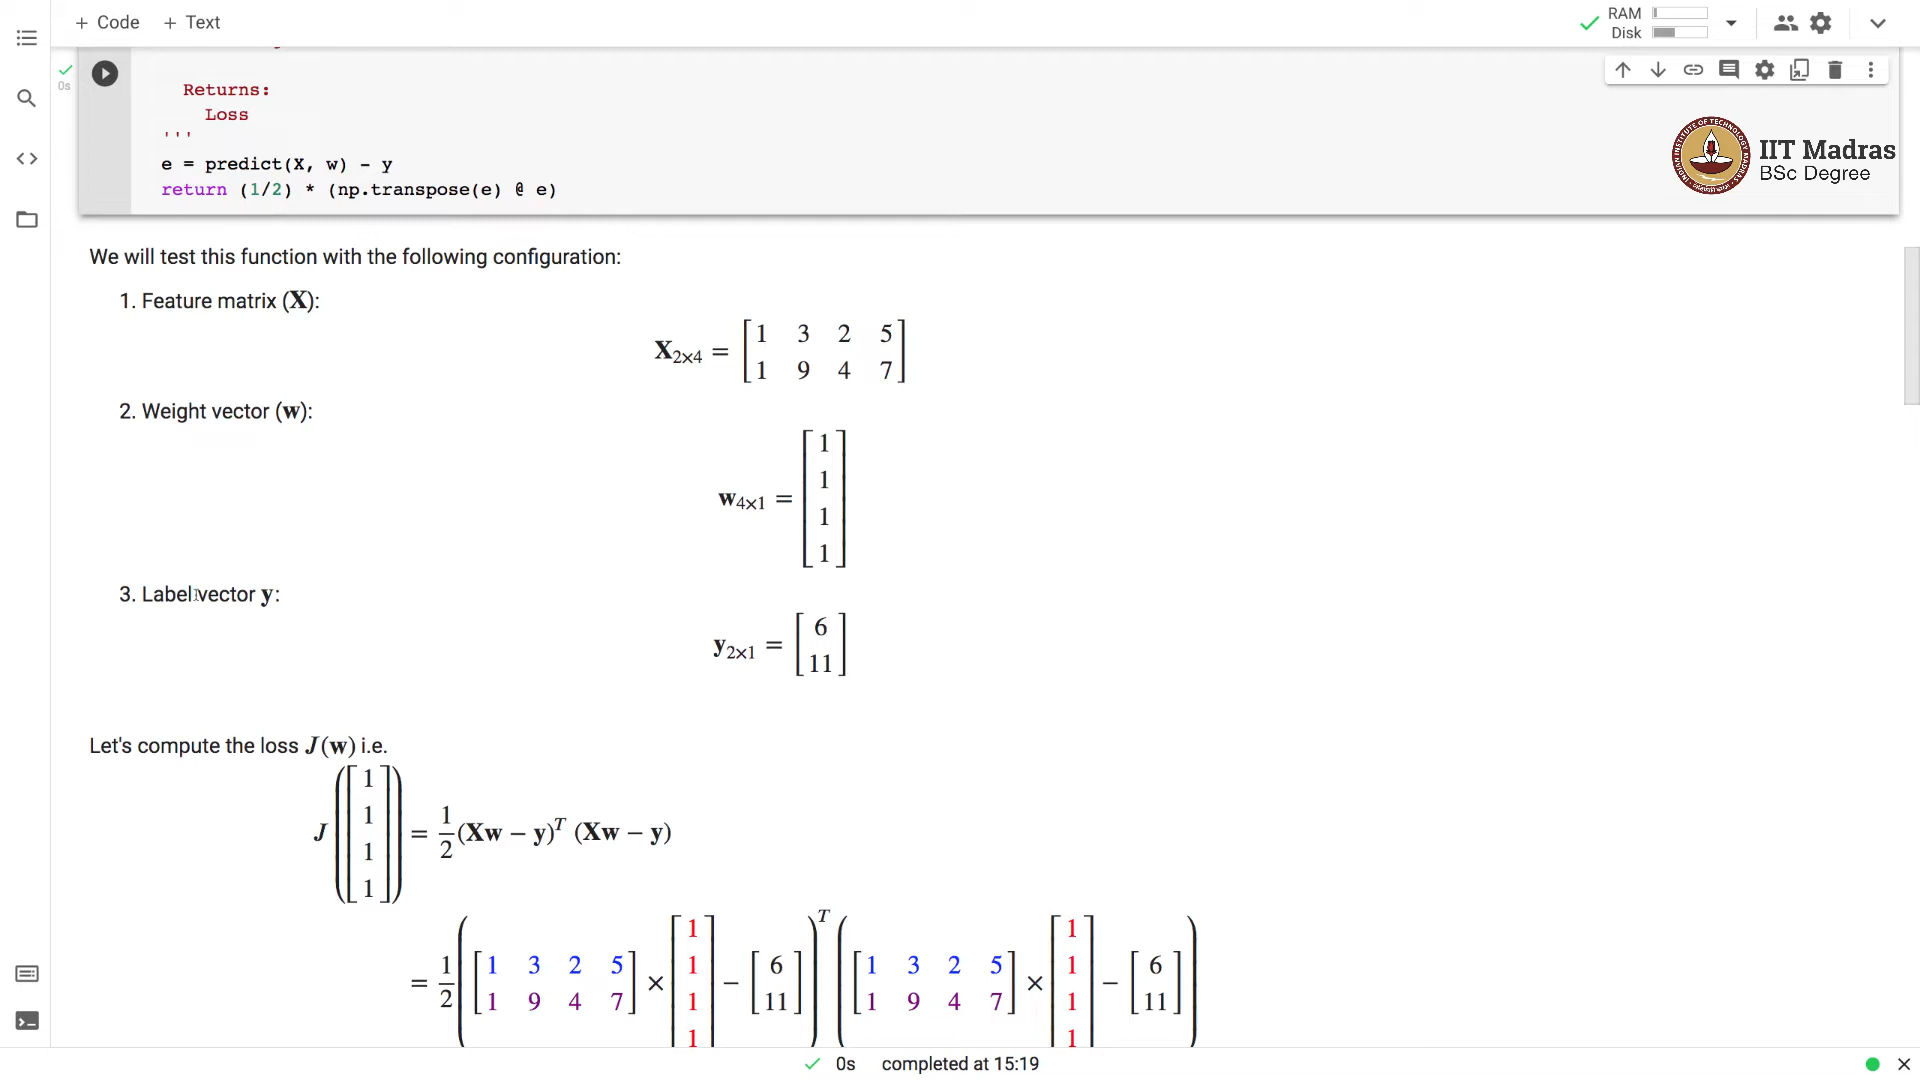 + Code + Text
RAM
Disk
0s
Returns:
Loss
'''
e = predict(X, w) - y
return (1/2) * (np.transpose(e) @ e)
IIT Madras
BSc Degree
We will test this function with the following configuration:
1. Feature matrix (X):
X2×4 = [1 3 2 5
1 9 4 7]
2. Weight vector (w):
w4×1 = [1
1
1
1]
3. Label vector y:
y2×1 = [6
11]
Let's compute the loss J(w) i.e.
J([1 1 1 1]) = 1/2 (Xw − y)^T (Xw − y)
= 1/2 ([1 3 2 5; 1 9 4 7] × [1 1 1 1] − [6 11])^T ([1 3 2 5; 1 9 4 7] × [1 1 1 1] − [6 11])
0s completed at 15:19